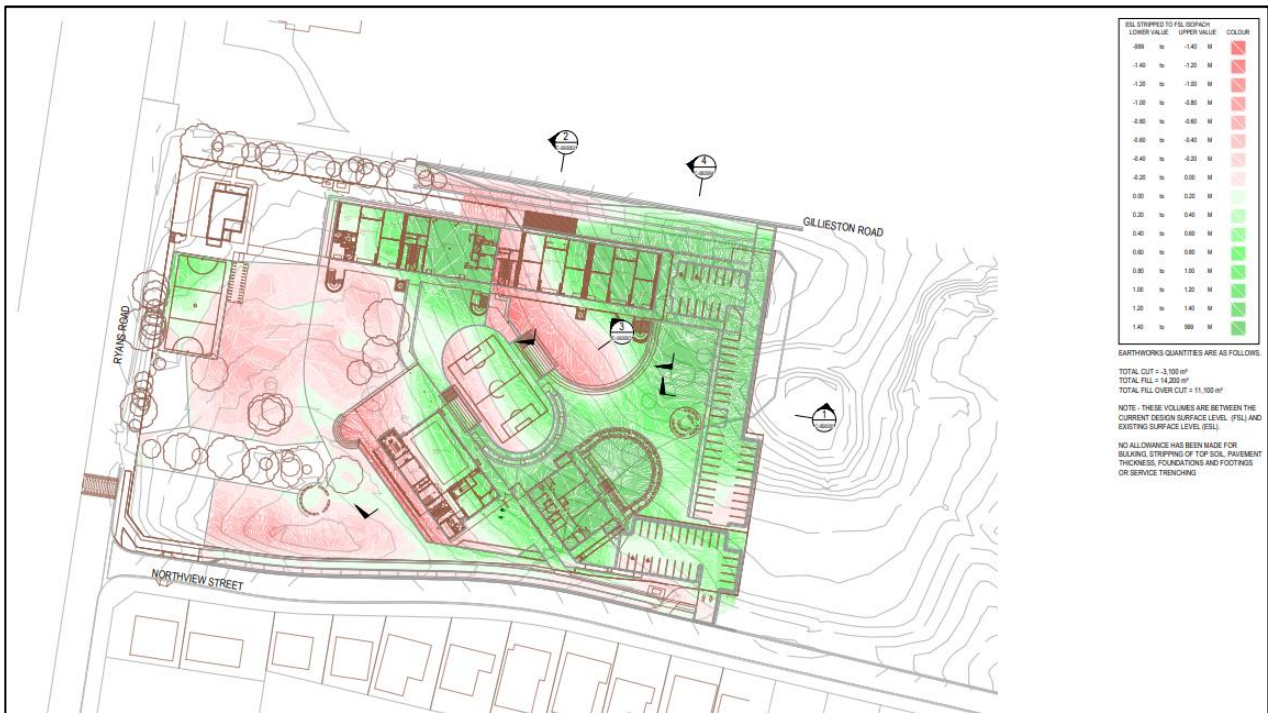 GILLIESTON ROAD
RYANS ROAD
NORTHVIEW STREET
2
4
3
1
ESL STRIPPED TO FSL ISOPACH
LOWER VALUE UPPER VALUE COLOUR
-999 to -1.40 M
-1.40 to -1.20 M
-1.20 to -1.00 M
-1.00 to -0.80 M
-0.80 to -0.60 M
-0.60 to -0.40 M
-0.40 to -0.20 M
-0.20 to 0.00 M
0.00 to 0.20 M
0.20 to 0.40 M
0.40 to 0.60 M
0.60 to 0.80 M
0.80 to 1.00 M
1.00 to 1.20 M
1.20 to 1.40 M
1.40 to 999 M
EARTHWORKS QUANTITIES ARE AS FOLLOWS.
TOTAL CUT = -3,100 m³
TOTAL FILL = 14,200 m³
TOTAL FILL OVER CUT = 11,100 m³
NOTE - THESE VOLUMES ARE BETWEEN THE
CURRENT DESIGN SURFACE LEVEL (FSL) AND
EXISTING SURFACE LEVEL (ESL).
NO ALLOWANCE HAS BEEN MADE FOR
BULKING, STRIPPING OF TOP SOIL, PAVEMENT
THICKNESS, FOUNDATIONS AND FOOTINGS
OR SERVICE TRENCHING